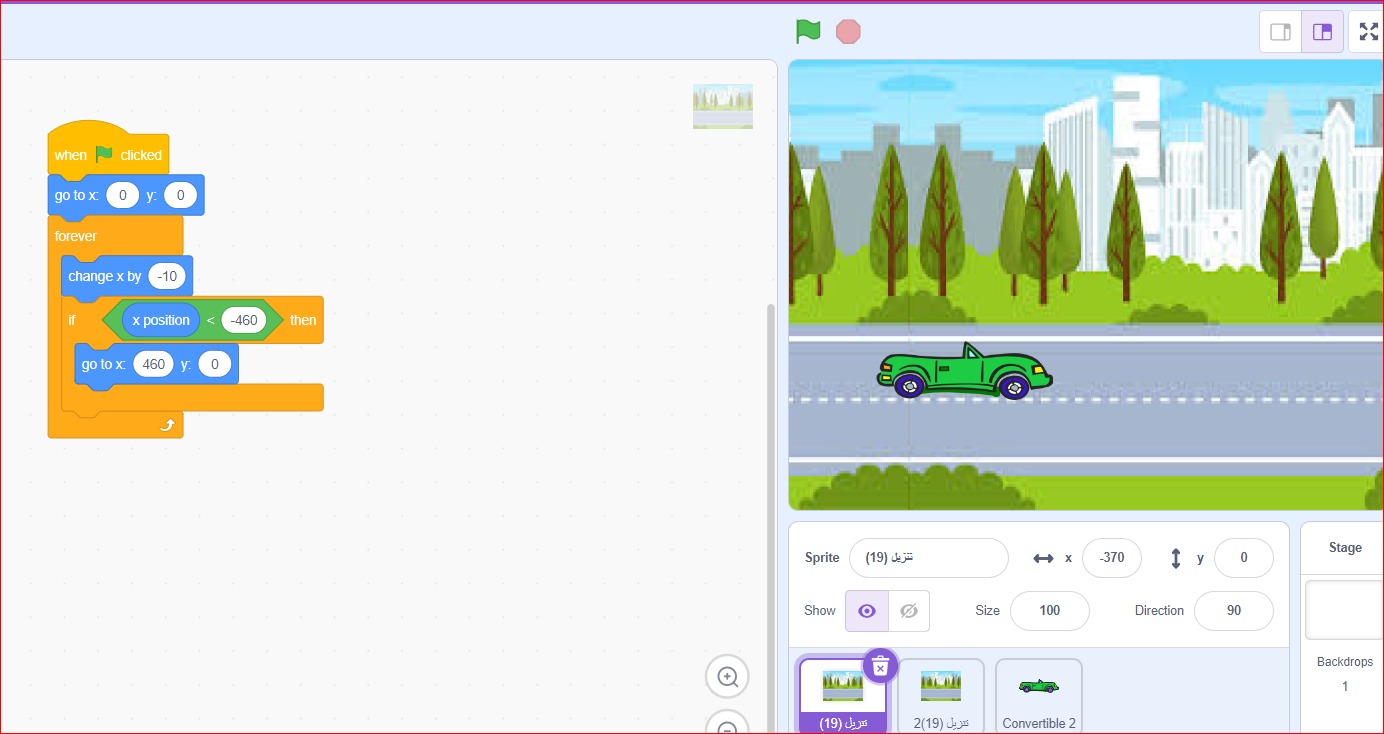 when clicked
go to x: 0 y: 0
forever
change x by -10
if x position < -460 then
go to x: 460 y: 0
Sprite تنزيل (19) x -370 y 0
Show Size 100 Direction 90
Stage
Backdrops
1
تنزيل (19)
تنزيل (19)2
Convertible 2